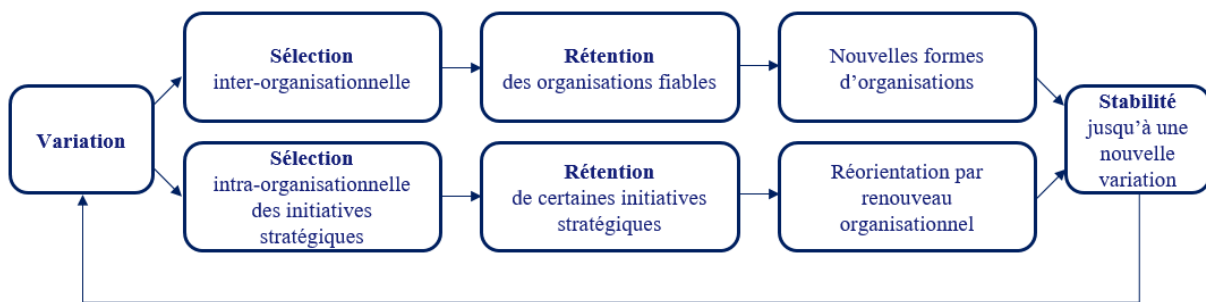 Variation
Sélection
inter-organisationnelle
Rétention
des organisations fiables
Nouvelles formes
d’organisations
Sélection
intra-organisationnelle
des initiatives
stratégiques
Rétention
de certaines initiatives
stratégiques
Réorientation par
renouveau
organisationnel
Stabilité
jusqu’à une
nouvelle
variation